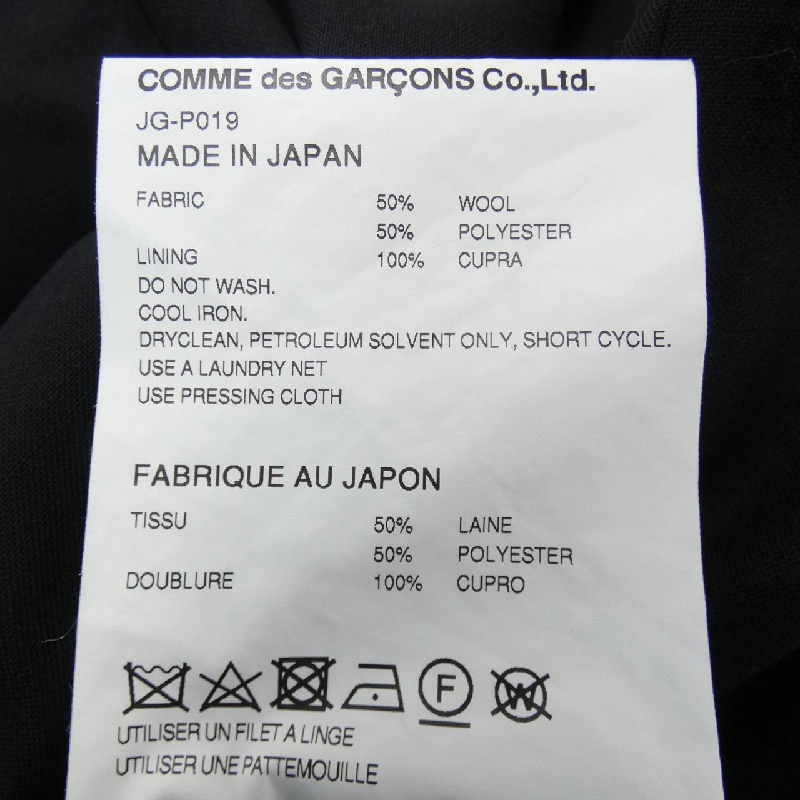 COMME des GARÇONS Co.,Ltd.
JG-P019
MADE IN JAPAN
FABRIC 50% WOOL
50% POLYESTER
LINING 100% CUPRA
DO NOT WASH.
COOL IRON.
DRYCLEAN, PETROLEUM SOLVENT ONLY, SHORT CYCLE.
USE A LAUNDRY NET
USE PRESSING CLOTH
FABRIQUE AU JAPON
TISSU 50% LAINE
50% POLYESTER
DOUBLURE 100% CUPRO
F W
UTILISER UN FILET A LINGE
UTILISER UNE PATTEMOUILLE